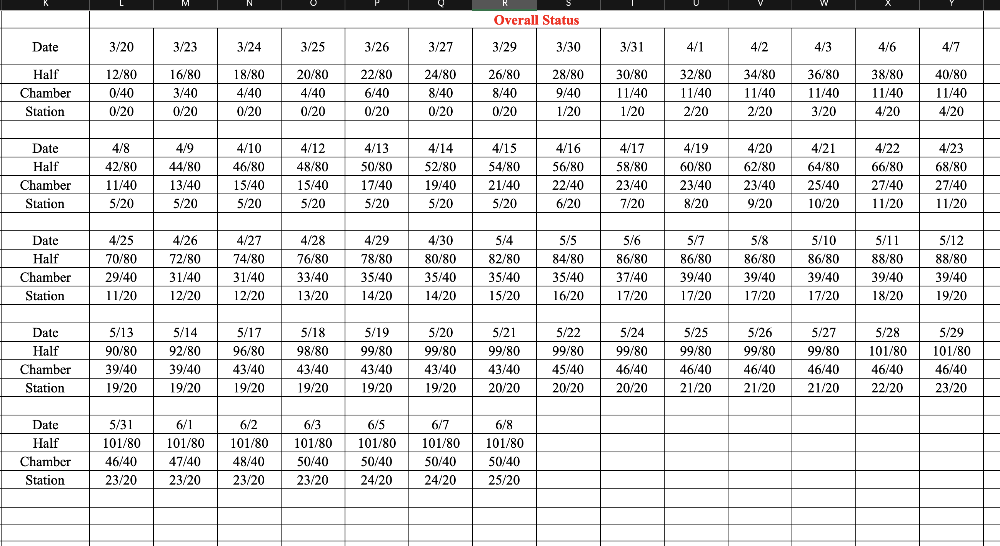 K L M N O P Q R S T U V W X Y
Overall Status
Date 3/20 3/23 3/24 3/25 3/26 3/27 3/29 3/30 3/31 4/1 4/2 4/3 4/6 4/7
Half 12/80 16/80 18/80 20/80 22/80 24/80 26/80 28/80 30/80 32/80 34/80 36/80 38/80 40/80
Chamber 0/40 3/40 4/40 4/40 6/40 8/40 8/40 9/40 11/40 11/40 11/40 11/40 11/40 11/40
Station 0/20 0/20 0/20 0/20 0/20 0/20 0/20 1/20 1/20 2/20 2/20 3/20 4/20 4/20
Date 4/8 4/9 4/10 4/12 4/13 4/14 4/15 4/16 4/17 4/19 4/20 4/21 4/22 4/23
Half 42/80 44/80 46/80 48/80 50/80 52/80 54/80 56/80 58/80 60/80 62/80 64/80 66/80 68/80
Chamber 11/40 13/40 15/40 15/40 17/40 19/40 21/40 22/40 23/40 23/40 23/40 25/40 27/40 27/40
Station 5/20 5/20 5/20 5/20 5/20 5/20 5/20 6/20 7/20 8/20 9/20 10/20 11/20 11/20
Date 4/25 4/26 4/27 4/28 4/29 4/30 5/4 5/5 5/6 5/7 5/8 5/10 5/11 5/12
Half 70/80 72/80 74/80 76/80 78/80 80/80 82/80 84/80 86/80 86/80 86/80 86/80 88/80 88/80
Chamber 29/40 31/40 31/40 33/40 35/40 35/40 35/40 35/40 37/40 39/40 39/40 39/40 39/40 39/40
Station 11/20 12/20 12/20 13/20 14/20 14/20 15/20 16/20 17/20 17/20 17/20 17/20 18/20 19/20
Date 5/13 5/14 5/17 5/18 5/19 5/20 5/21 5/22 5/24 5/25 5/26 5/27 5/28 5/29
Half 90/80 92/80 96/80 98/80 99/80 99/80 99/80 99/80 99/80 99/80 99/80 99/80 101/80 101/80
Chamber 39/40 39/40 43/40 43/40 43/40 43/40 43/40 45/40 46/40 46/40 46/40 46/40 46/40 46/40
Station 19/20 19/20 19/20 19/20 19/20 19/20 20/20 20/20 20/20 21/20 21/20 21/20 22/20 23/20
Date 5/31 6/1 6/2 6/3 6/5 6/7 6/8
Half 101/80 101/80 101/80 101/80 101/80 101/80 101/80
Chamber 46/40 47/40 48/40 50/40 50/40 50/40 50/40
Station 23/20 23/20 23/20 23/20 24/20 24/20 25/20